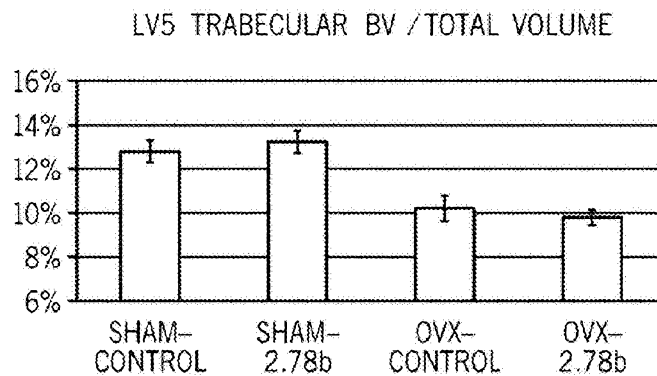 LV5 TRABECULAR BV / TOTAL VOLUME
16%
14%
12%
10%
8%
6%
SHAM– SHAM– OVX– OVX–
CONTROL 2.78b CONTROL 2.78b